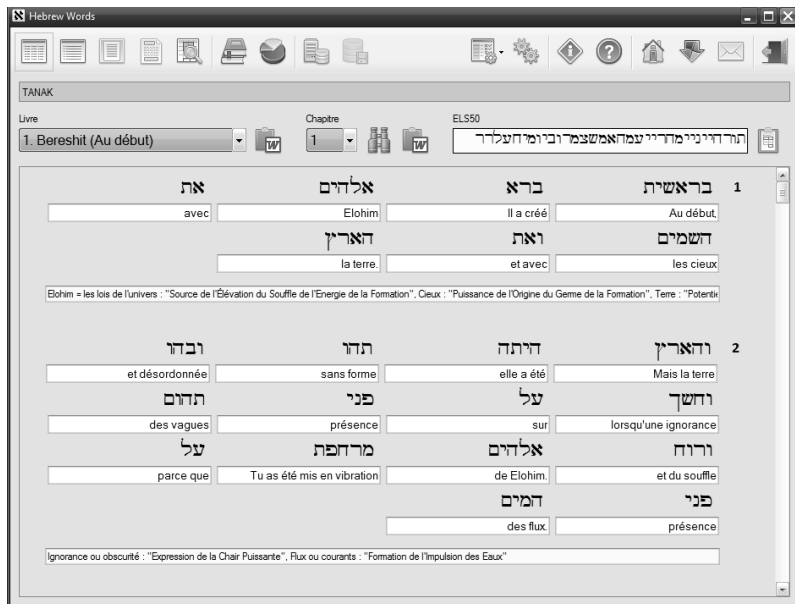 Hebrew Words
TANAK
Livre
Chapitre
ELS50
1. Bereshit (Au début)
1
1 בראשית ברא אלהים את
Au début, Il a créé Elohim avec
השמים ואת הארץ
les cieux et avec la terre.
Elohim = les lois de l'univers : "Source de l'Élévation du Souffle de l'Energie de la Formation", Cieux : "Puissance de l'Origine du Germe de la Formation", Terre : "Potentie
2 והארץ היתה תהו ובהו
Mais la terre elle a été sans forme et désordonnée
וחשך על פני תהום
lorsqu'une ignorance sur présence des vagues
ורוח אלהים מרחפת על
et du souffle de Elohim. Tu as été mis en vibration parce que
פני המים
présence des flux.
Ignorance ou obscurité : "Expression de la Chair Puissante", Flux ou courants : "Formation de l'Impulsion des Eaux"